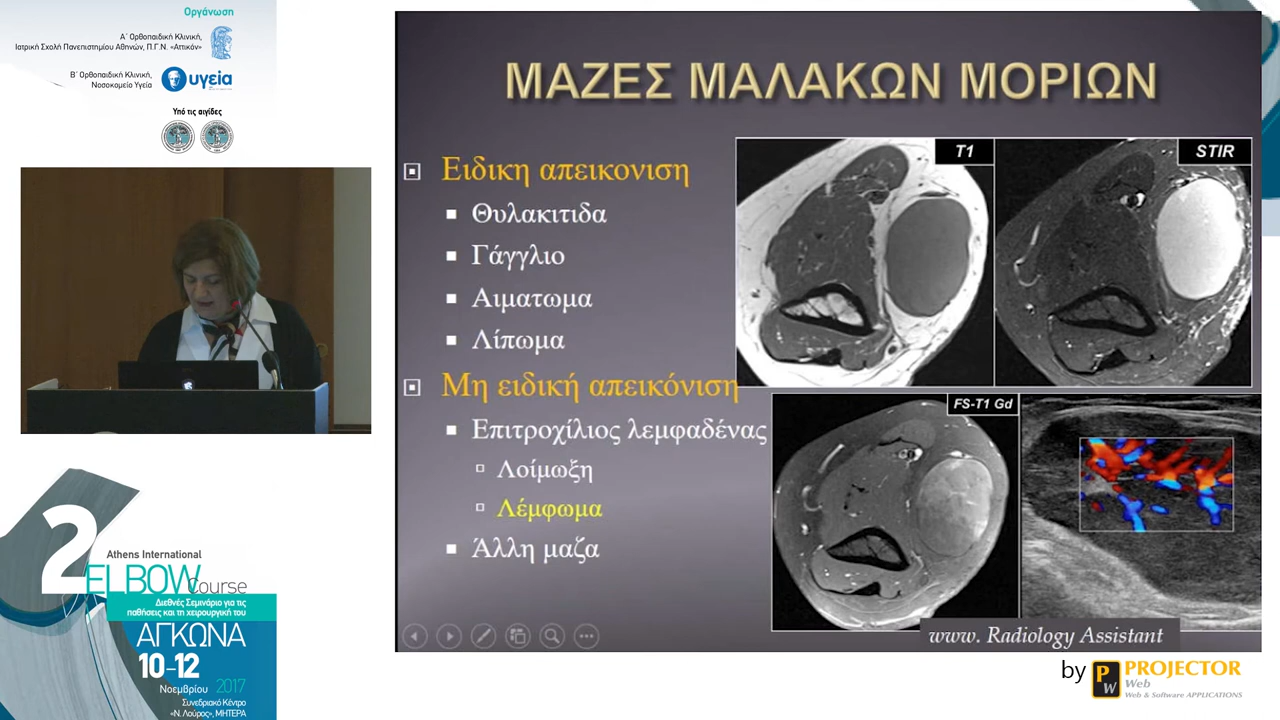 Οργάνωση
Α΄ Ορθοπαιδική Κλινική,
Ιατρική Σχολή Πανεπιστημίου Αθηνών, Π.Γ.Ν. «Αττικόν»
Β΄ Ορθοπαιδική Κλινική,
Νοσοκομείο Υγεία
υγεία
Υπό τις αιγίδες
ΜΑΖΕΣ ΜΑΛΑΚΩΝ ΜΟΡΙΩΝ
Ειδικη απεικονιση
Θυλακιτιδα
Γάγγλιο
Αιματωμα
Λίπωμα
Μη ειδική απεικόνιση
Επιτροχίλιος λεμφαδένας
Λοίμωξη
Λέμφωμα
Άλλη μαζα
T1
STIR
FS-T1 Gd
www. Radiology Assistant
2
Athens International
ELBOW Course
Διεθνές Σεμινάριο για τις
παθήσεις και τη χειρουργική του
ΑΓΚΩΝΑ
10-12
Νοεμβρίου 2017
Συνεδριακό Κέντρο
«Ν. Λούρος», ΜΗΤΕΡΑ
by PW PROJECTOR
Web
Web & Software APPLICATIONS